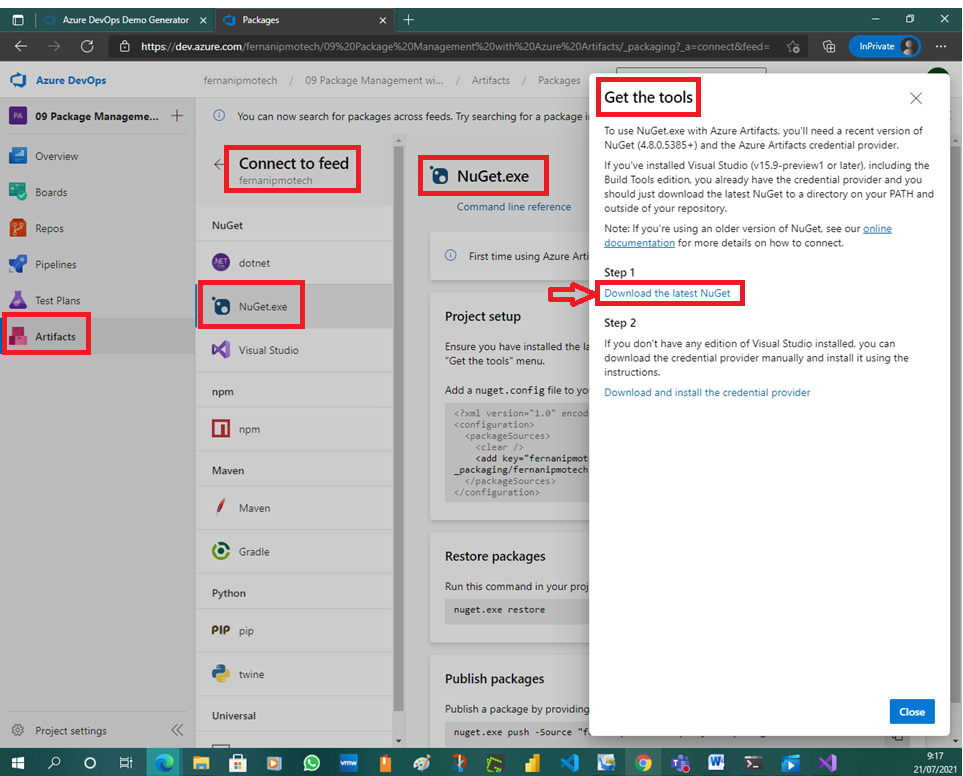 Azure DevOps Demo Generator
Packages
https://dev.azure.com/fernanipmotech/09%20Package%20Management%20with%20Azure%20Artifacts/_packaging?_a=connect&feed=
InPrivate
Azure DevOps
fernanipmotech / 09 Package Management wi... / Artifacts / Packages
PA
09 Package Manageme...
Overview
Boards
Repos
Pipelines
Test Plans
Artifacts
Project settings
You can now search for packages across feeds. Try searching for a package i
Connect to feed
fernanipmotech
NuGet
dotnet
NuGet.exe
Visual Studio
npm
npm
Maven
Maven
Gradle
Python
PIP pip
twine
Universal
NuGet.exe
Command line reference
First time using Azure Arti
Project setup
Ensure you have installed the la
"Get the tools" menu.
Add a nuget.config file to you
<?xml version="1.0" encod
<configuration>
<packageSources>
<clear />
<add key="fernanipmot
_packaging/fernanipmotech
</packageSources>
</configuration>
Restore packages
Run this command in your proj
nuget.exe restore
Publish packages
Publish a package by providing
nuget.exe push -Source "f
Get the tools
To use NuGet.exe with Azure Artifacts, you'll need a recent version of
NuGet (4.8.0.5385+) and the Azure Artifacts credential provider.
If you've installed Visual Studio (v15.9-preview1 or later), including the
Build Tools edition, you already have the credential provider and you
should just download the latest NuGet to a directory on your PATH and
outside of your repository.
Note: If you're using an older version of NuGet, see our online
documentation for more details on how to connect.
Step 1
Download the latest NuGet
Step 2
If you don't have any edition of Visual Studio installed, you can
download the credential provider manually and install it using the
instructions.
Download and install the credential provider
Close
vmw
9:17
21/07/2021